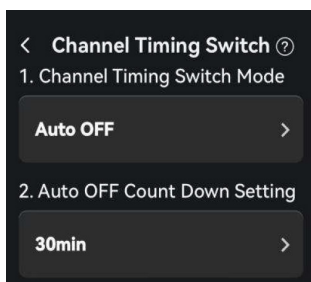 Channel Timing Switch
1. Channel Timing Switch Mode
Auto OFF
2. Auto OFF Count Down Setting
30min